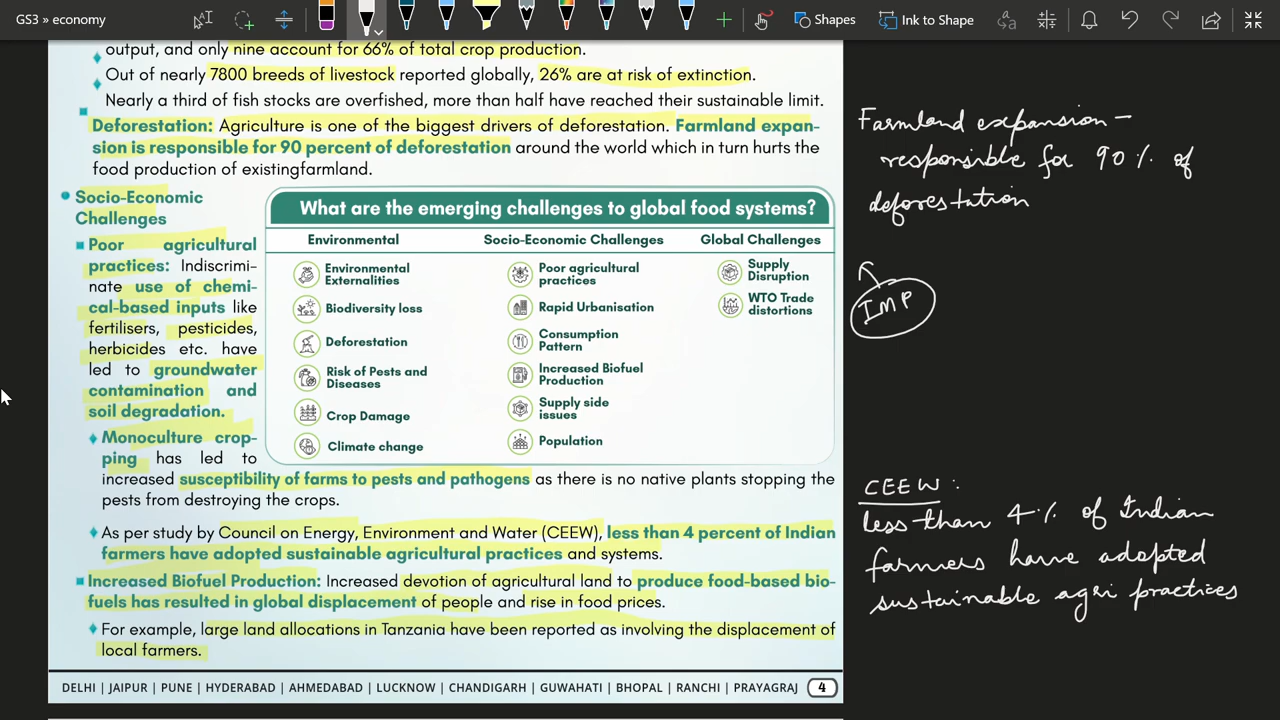 GS3 » economy
Shapes
Ink to Shape
output, and only nine account for 66% of total crop production.
Out of nearly 7800 breeds of livestock reported globally, 26% are at risk of extinction.
Nearly a third of fish stocks are overfished, more than half have reached their sustainable limit.
Deforestation: Agriculture is one of the biggest drivers of deforestation. Farmland expan-
sion is responsible for 90 percent of deforestation around the world which in turn hurts the
food production of existingfarmland.
Socio-Economic
Challenges
Poor agricultural
practices: Indiscrimi-
nate use of chemi-
cal-based inputs like
fertilisers, pesticides,
herbicides etc. have
led to groundwater
contamination and
soil degradation.
Monoculture crop-
ping has led to
increased susceptibility of farms to pests and pathogens as there is no native plants stopping the
pests from destroying the crops.
What are the emerging challenges to global food systems?
Environmental
Environmental
Externalities
Biodiversity loss
Deforestation
Risk of Pests and
Diseases
Crop Damage
Climate change
Socio-Economic Challenges
Poor agricultural
practices
Rapid Urbanisation
Consumption
Pattern
Increased Biofuel
Production
Supply side
issues
Population
Global Challenges
Supply
Disruption
WTO Trade
distortions
As per study by Council on Energy, Environment and Water (CEEW), less than 4 percent of Indian
farmers have adopted sustainable agricultural practices and systems.
Increased Biofuel Production: Increased devotion of agricultural land to produce food-based bio-
fuels has resulted in global displacement of people and rise in food prices.
For example, large land allocations in Tanzania have been reported as involving the displacement of
local farmers.
DELHI | JAIPUR | PUNE | HYDERABAD | AHMEDABAD | LUCKNOW | CHANDIGARH | GUWAHATI | BHOPAL | RANCHI | PRAYAGRAJ 4
Farmland expansion -
responsible for 90% of
deforestation
IMP
CEEW:
less than 4% of Indian
farmers have adopted
sustainable agri practices